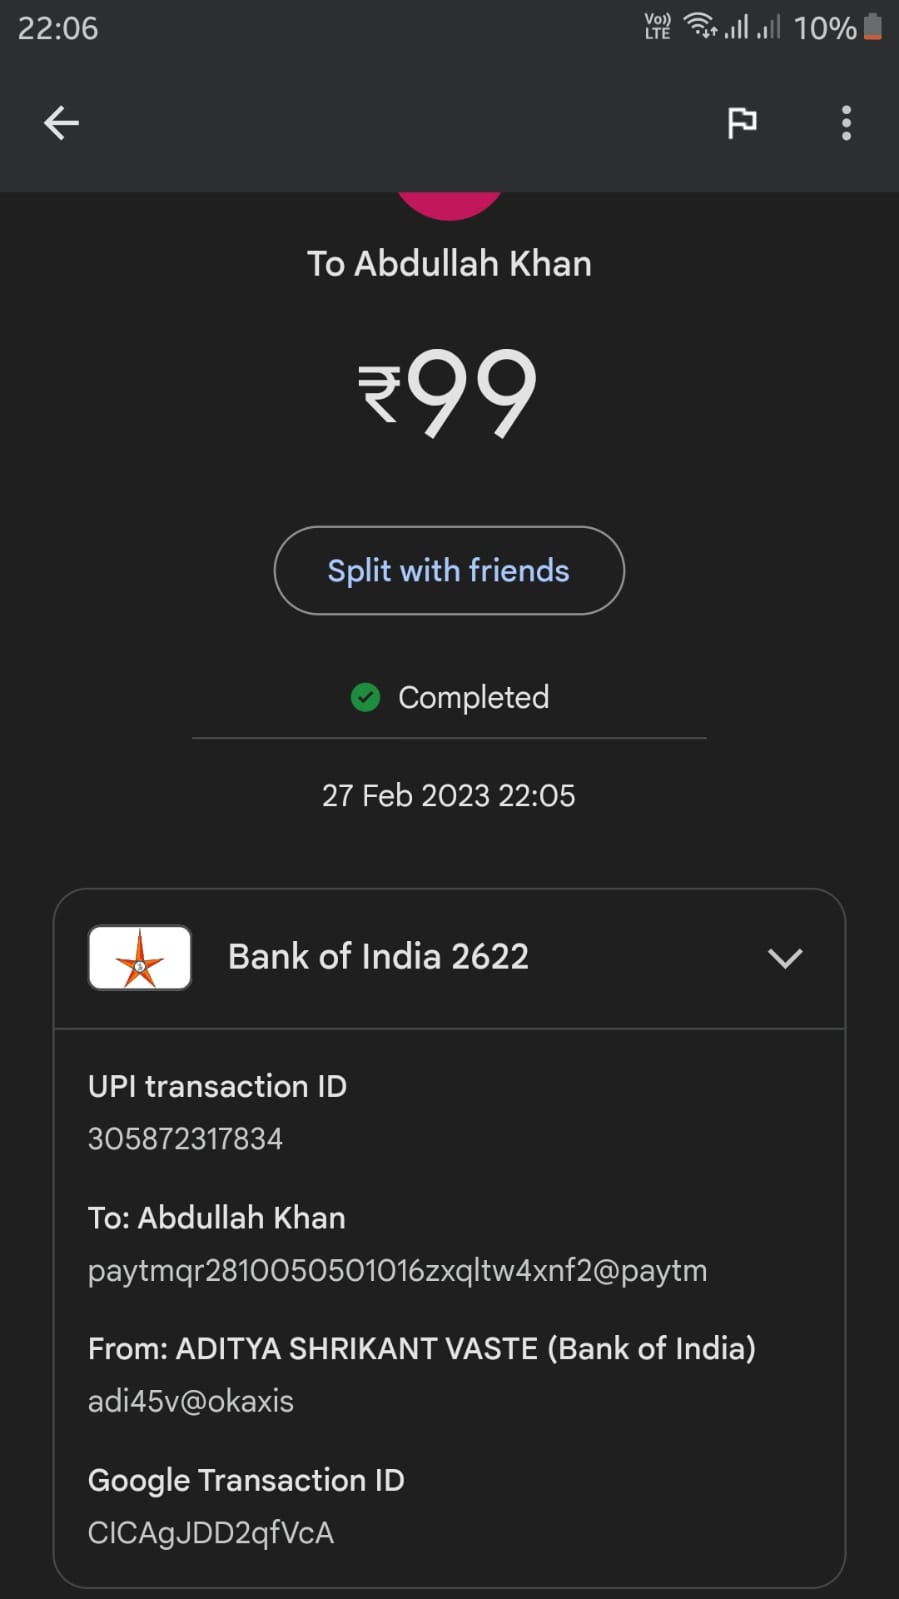 22:06 Vo)) LTE 10%
To Abdullah Khan
₹99
Split with friends
Completed
27 Feb 2023 22:05
Bank of India 2622
UPI transaction ID
305872317834
To: Abdullah Khan
paytmqr2810050501016zxqltw4xnf2@paytm
From: ADITYA SHRIKANT VASTE (Bank of India)
adi45v@okaxis
Google Transaction ID
CICAgJDD2qfVcA